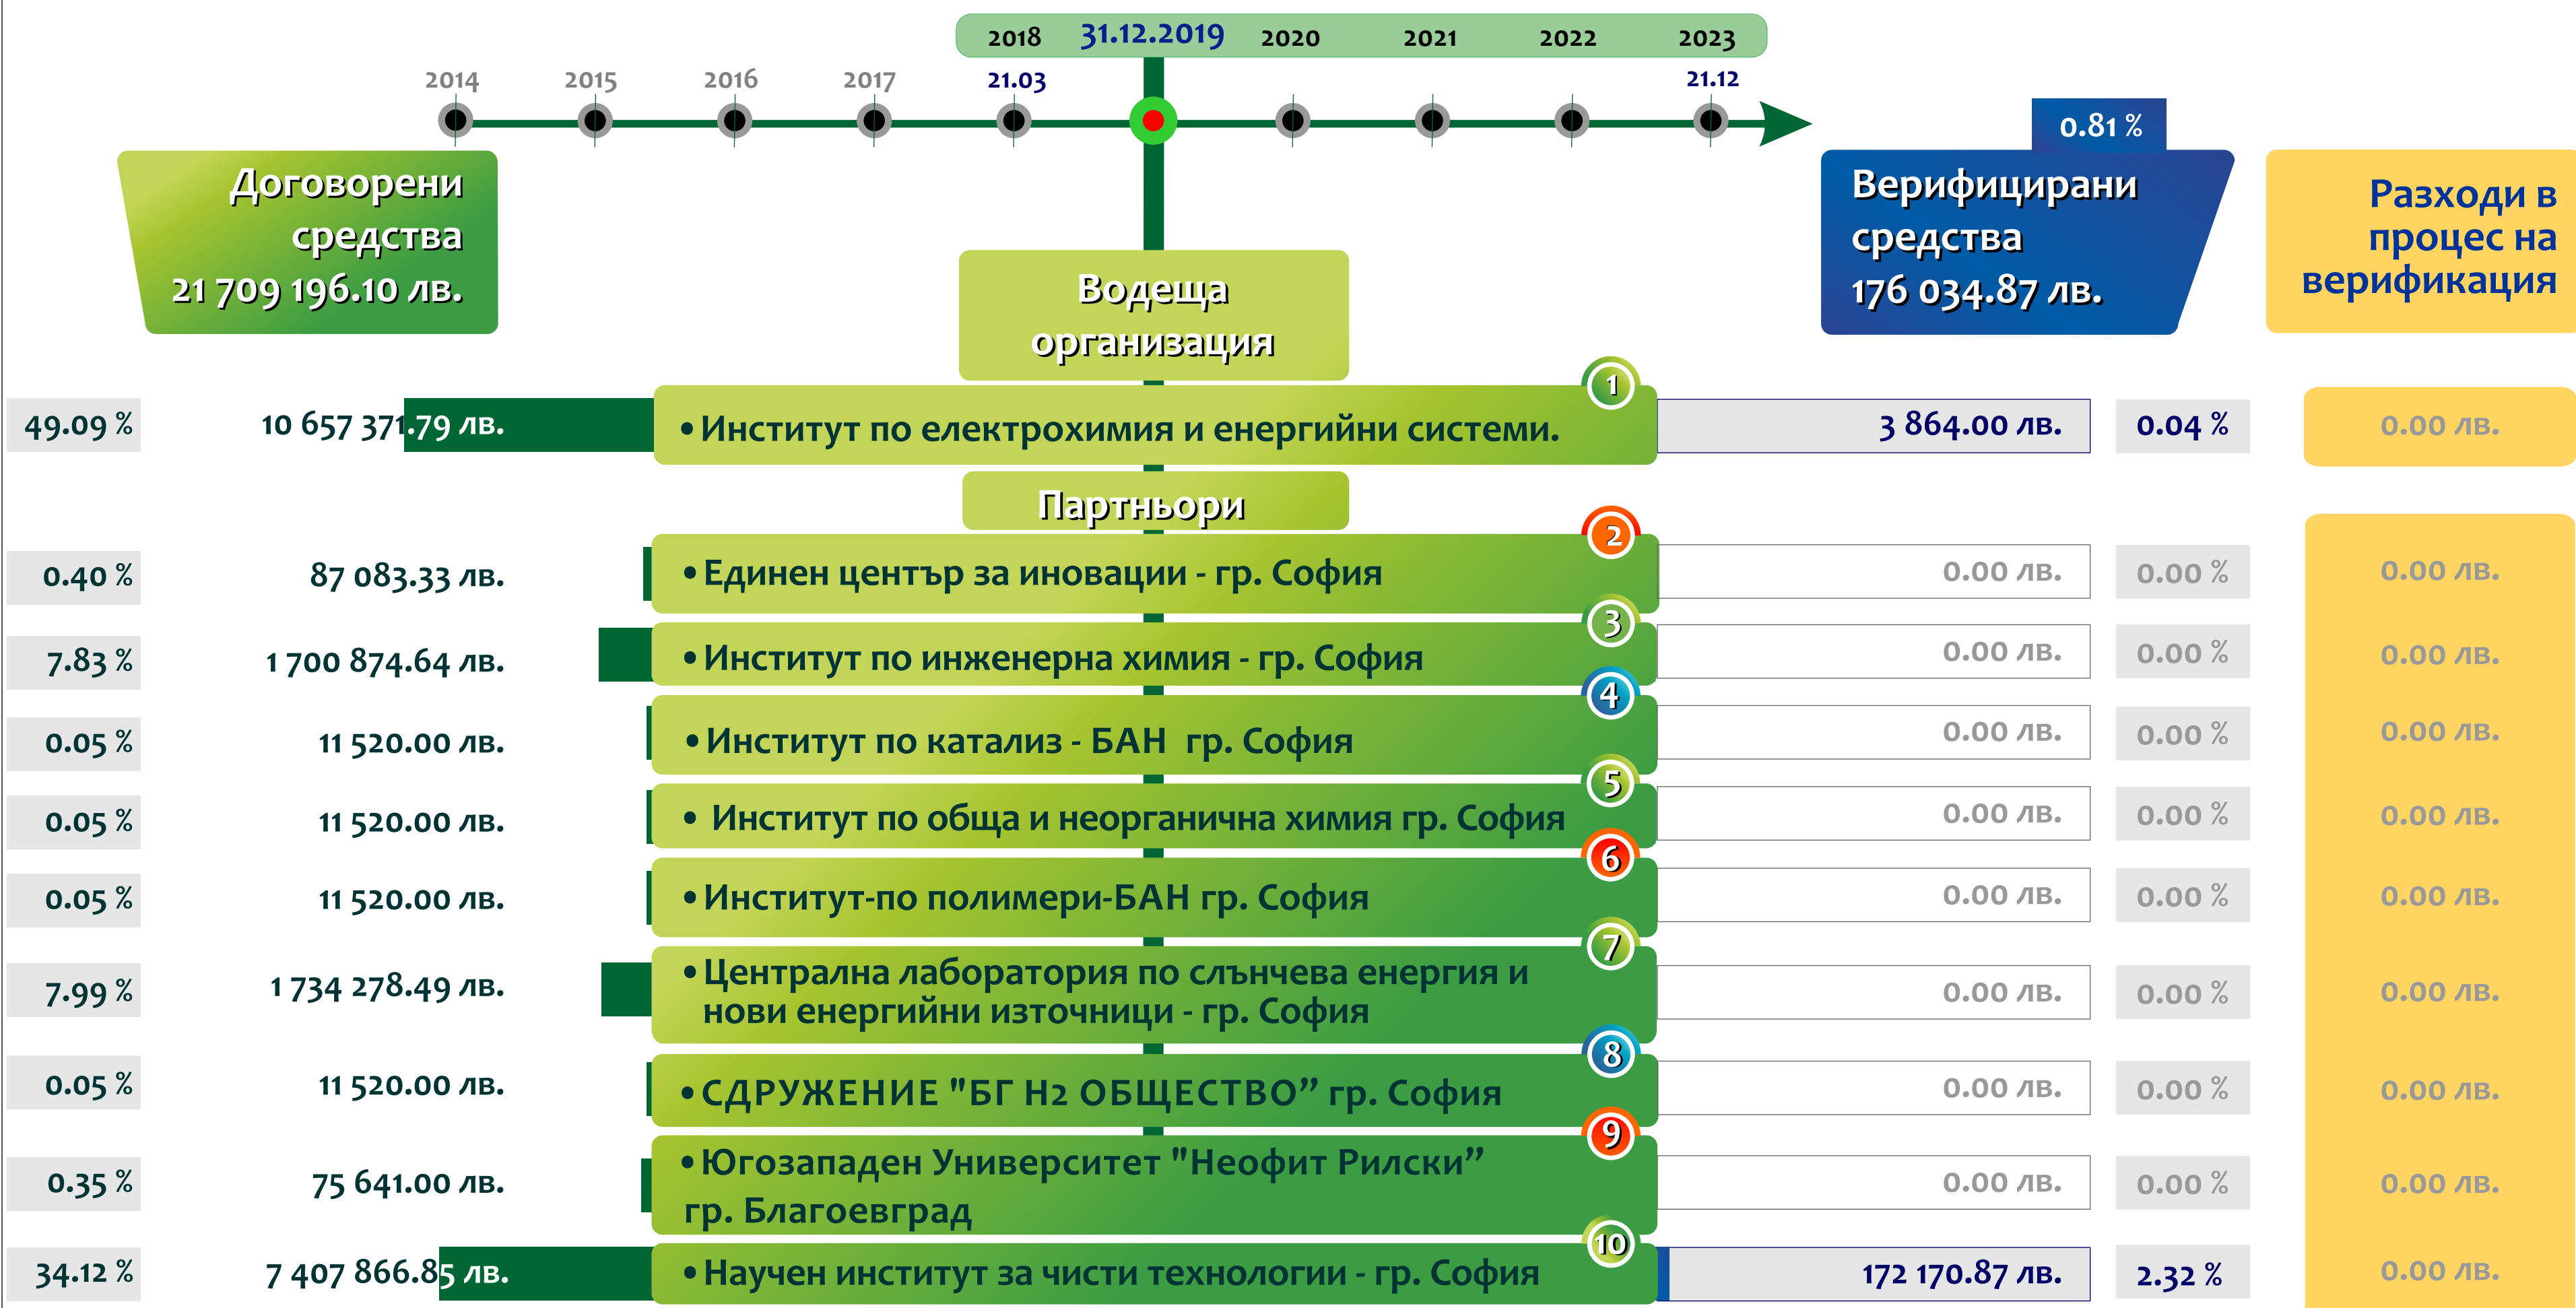 2018 31.12.2019 2020 2021 2022 2023
2014 2015 2016 2017 21.03 21.12
0.81 %
Договорени
средства
21 709 196.10 лв.
Верифицирани
средства
176 034.87 лв.
Разходи в
процес на
верификация
Водеща
организация
1
49.09 % 10 657 371.79 лв. •Институт по електрохимия и енергийни системи. 3 864.00 лв. 0.04 % 0.00 лв.
Партньори
2
0.40 % 87 083.33 лв. •Единен център за иновации - гр. София 0.00 лв. 0.00 % 0.00 лв.
3
7.83 % 1 700 874.64 лв. •Институт по инженерна химия - гр. София 0.00 лв. 0.00 % 0.00 лв.
4
0.05 % 11 520.00 лв. •Институт по катализ - БАН гр. София 0.00 лв. 0.00 % 0.00 лв.
5
0.05 % 11 520.00 лв. • Институт по обща и неорганична химия гр. София 0.00 лв. 0.00 % 0.00 лв.
6
0.05 % 11 520.00 лв. •Институт-по полимери-БАН гр. София 0.00 лв. 0.00 % 0.00 лв.
7
7.99 % 1 734 278.49 лв. •Централна лаборатория по слънчева енергия и
нови енергийни източници - гр. София 0.00 лв. 0.00 % 0.00 лв.
8
0.05 % 11 520.00 лв. •СДРУЖЕНИЕ "БГ Н2 ОБЩЕСТВО” гр. София 0.00 лв. 0.00 % 0.00 лв.
9
0.35 % 75 641.00 лв. •Югозападен Университет "Неофит Рилски”
гр. Благоевград 0.00 лв. 0.00 % 0.00 лв.
10
34.12 % 7 407 866.85 лв. •Научен институт за чисти технологии - гр. София 172 170.87 лв. 2.32 % 0.00 лв.